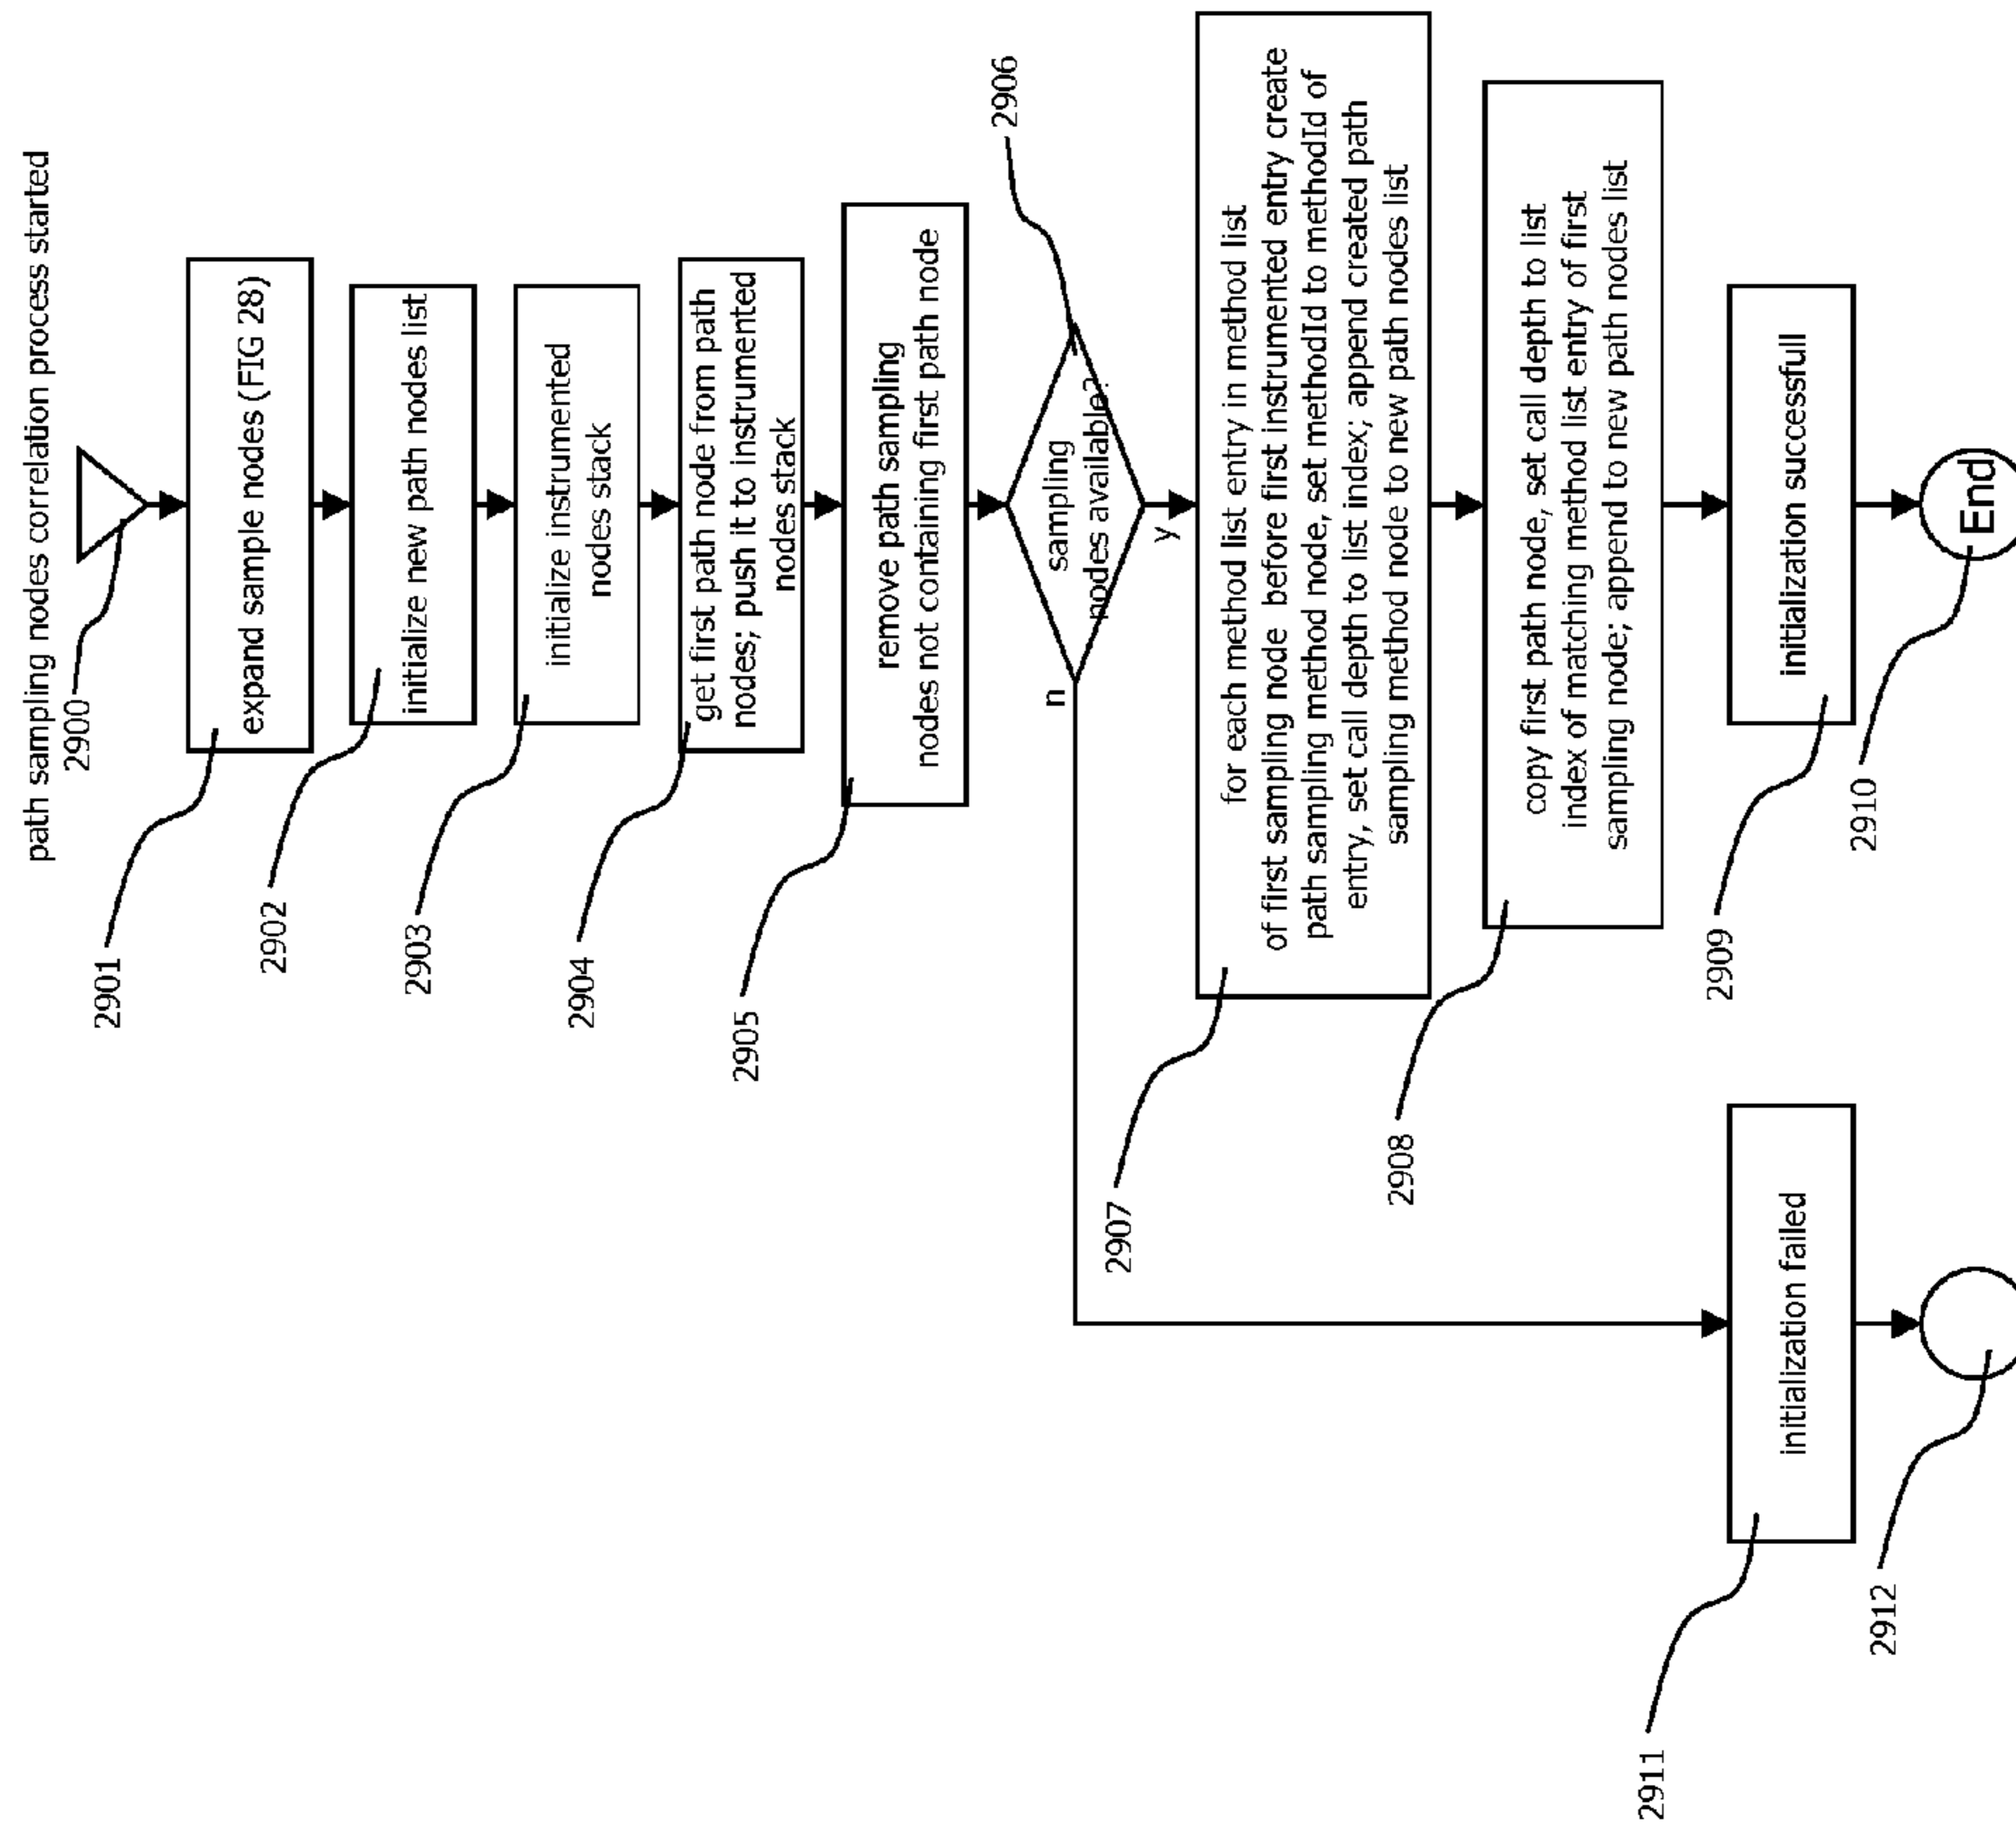 path sampling nodes correlation process started
2900
expand sample nodes (FIG 28)
2901
initialize new path nodes list
2902
initialize instrumented
nodes stack
2903
get first path node from path
nodes; push it to instrumented
nodes stack
2904
remove path sampling
nodes not containing first path node
2905
sampling
nodes available?
2906
n
y
for each method list entry in method list
of first sampling node before first instrumented entry create
path sampling method node, set methodId to methodId of
entry, set call depth to list index; append created path
sampling method node to new path nodes list
2907
copy first path node, set call depth to list
index of matching method list entry of first
sampling node; append to new path nodes list
2908
initialization successfull
2909
End
2910
initialization failed
2911
2912